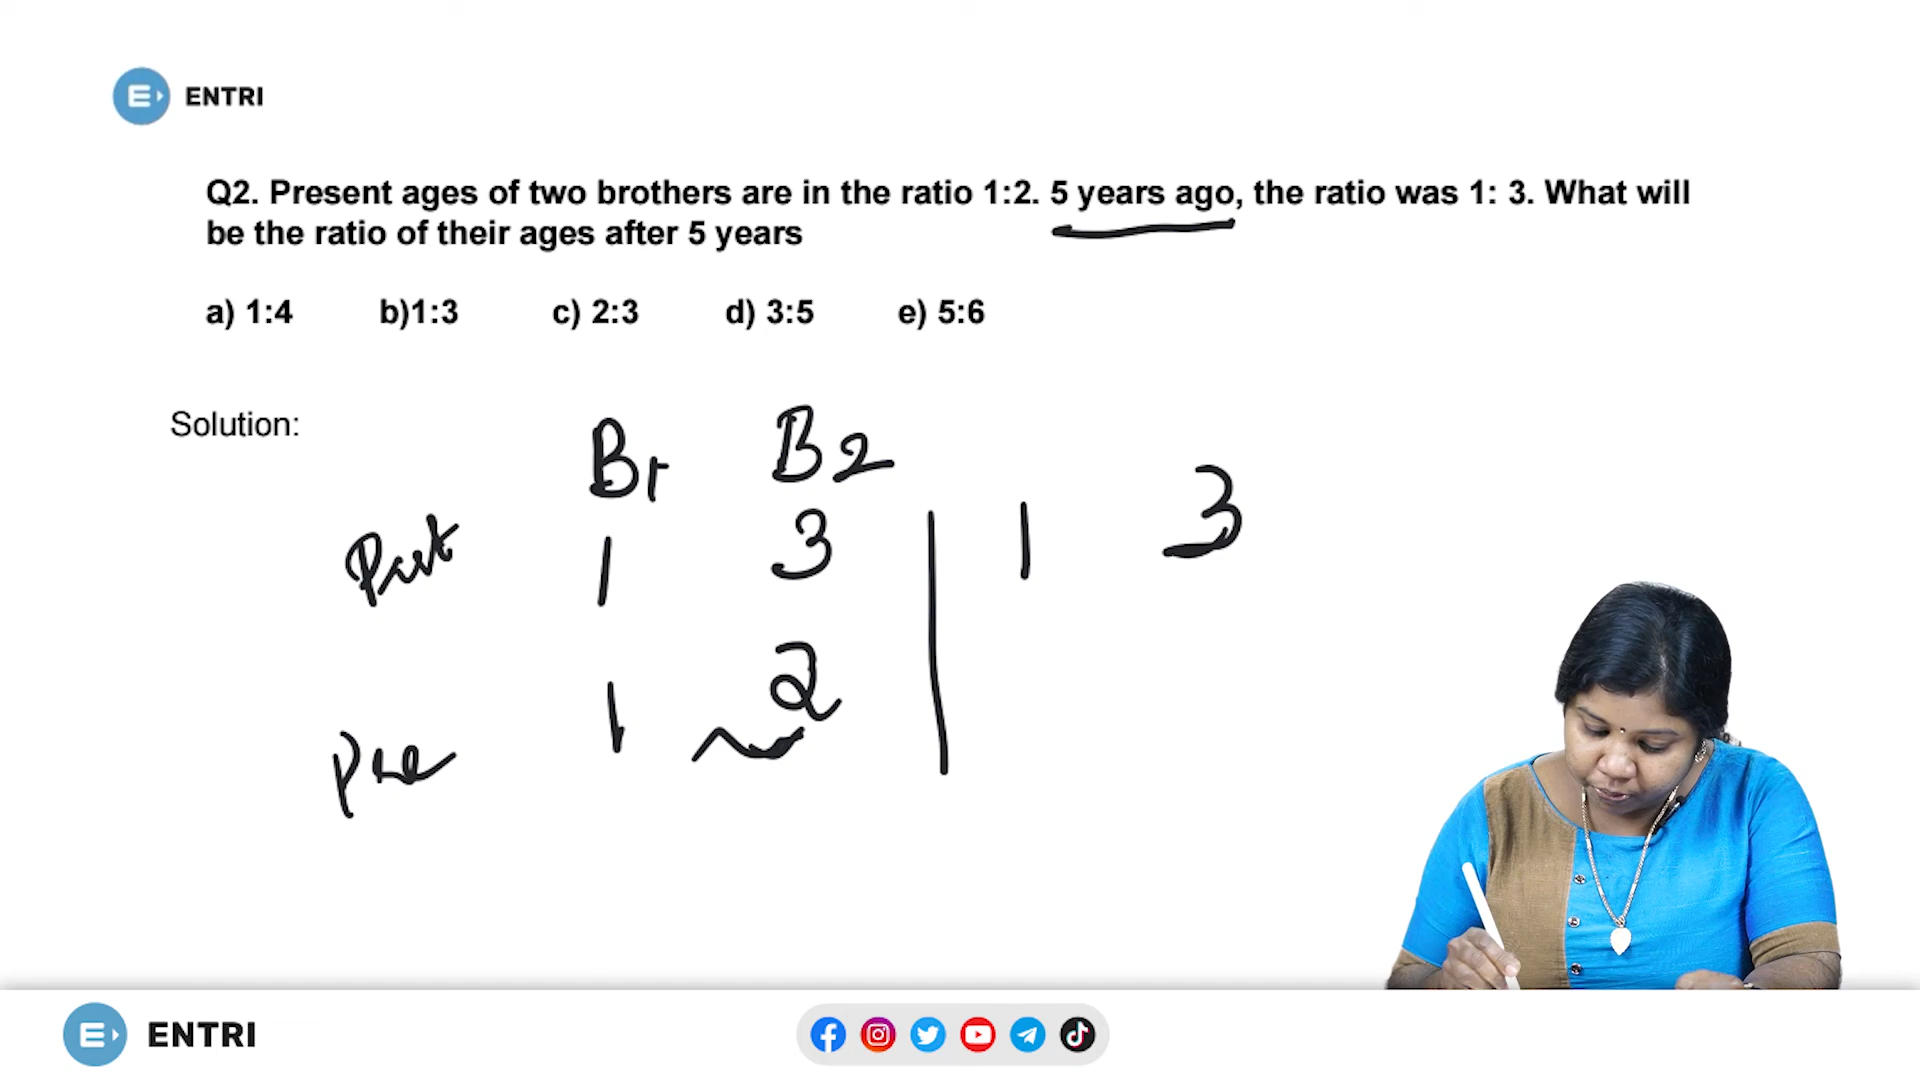 ENTRI
Q2. Present ages of two brothers are in the ratio 1:2. 5 years ago, the ratio was 1: 3. What will
be the ratio of their ages after 5 years
a) 1:4 b)1:3 c) 2:3 d) 3:5 e) 5:6
Solution:
B1 B2
Past 1 3 1 3
Pre 1 2
ENTRI